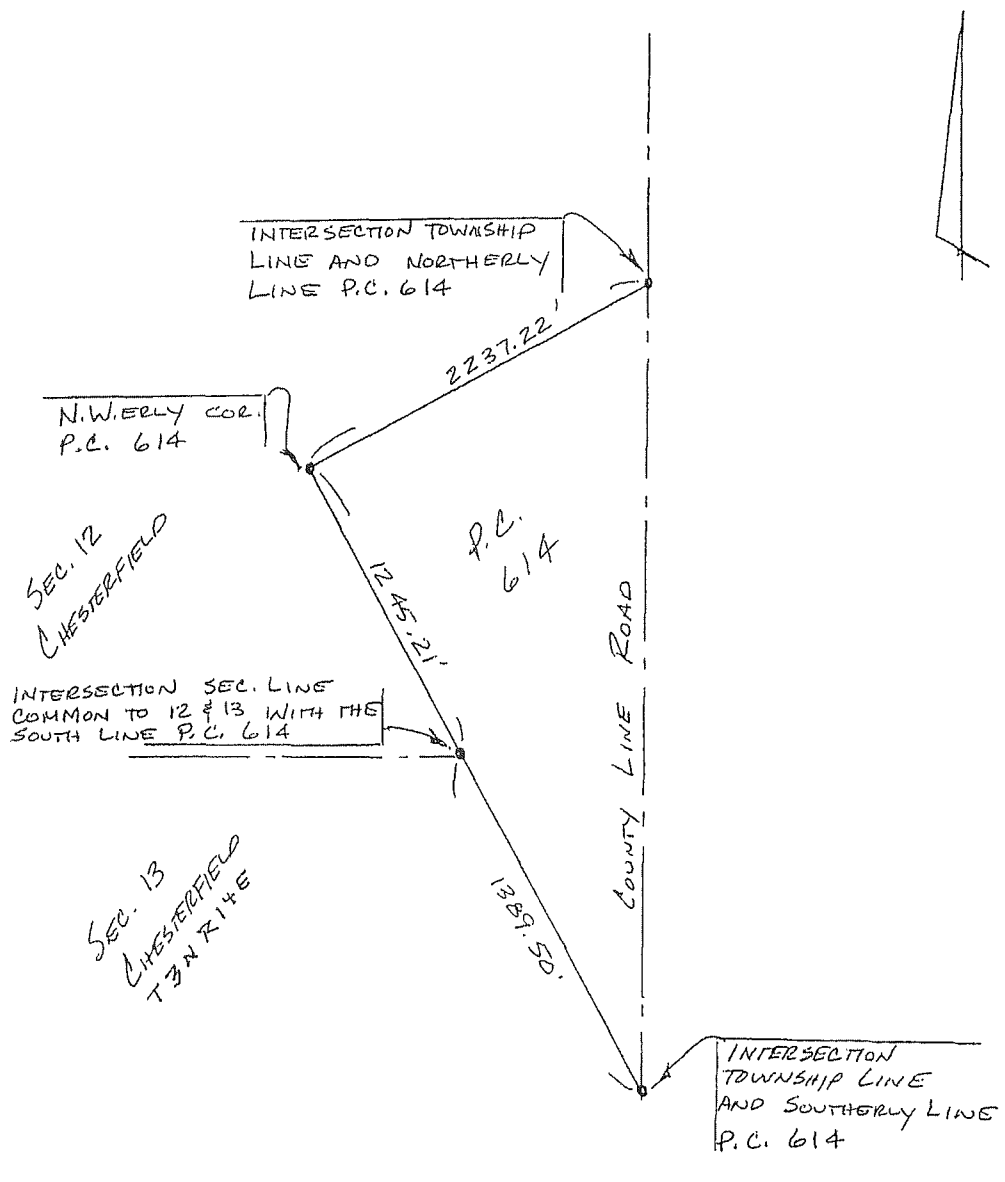 INTERSECTION TOWNSHIP
LINE AND NORTHERLY
LINE P.C. 614
2237.22'
N.W.ERLY COR.
P.C. 614
P.C.
614
SEC. 12
CHESTERFIELD
1245.21'
INTERSECTION SEC. LINE
COMMON TO 12 & 13 WITH THE
SOUTH LINE P.C. 614
COUNTY LINE ROAD
SEC. 13
CHESTERFIELD
T3N R14E
1389.50'
INTERSECTION
TOWNSHIP LINE
AND SOUTHERLY LINE
P.C. 614